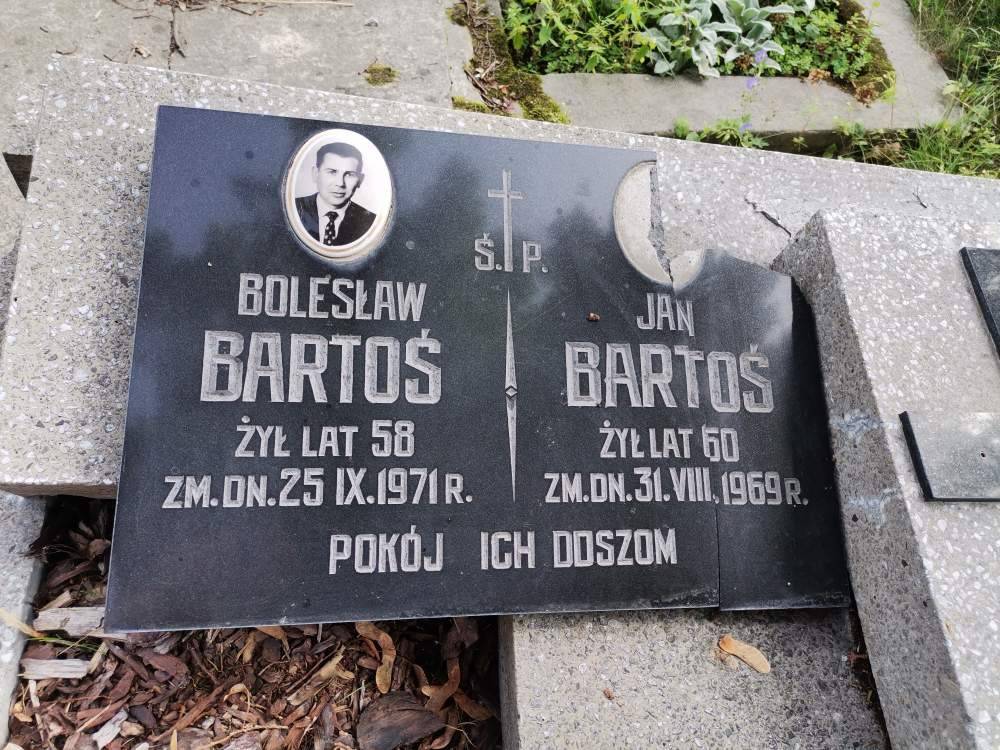 Ś.P.
BOLESŁAW
BARTOŚ
ŻYŁ LAT 58
ZM.DN.25 IX.1971 R.
JAN
BARTOŚ
ŻYŁ LAT 60
ZM.DN.31.VIII.1969 R.
POKÓJ ICH DOSZOM